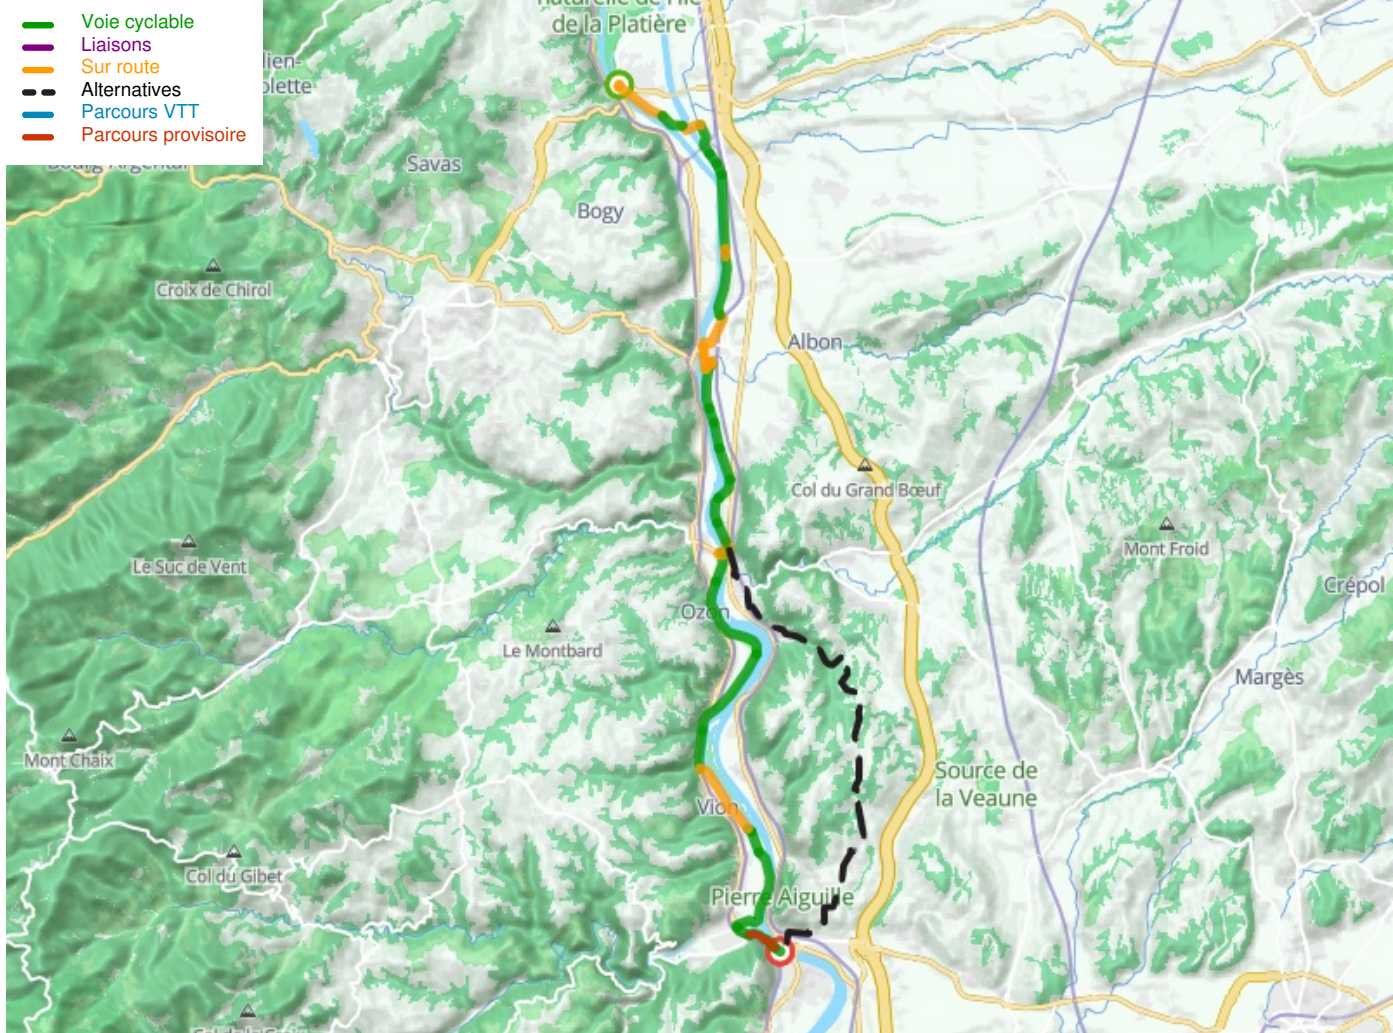 Voie cyclable
Liaisons
Sur route
Alternatives
Parcours VTT
Parcours provisoire
de la Platière
Savas
Bogy
Croix de Chirol
Albon
Col du Grand Bœuf
Mont Froid
Le Suc de Vent
Crépol
Ozon
Le Montbard
Margès
Mont Chaix
Source de
la Veaune
Vion
Col du Gibet
Pierre Aiguille